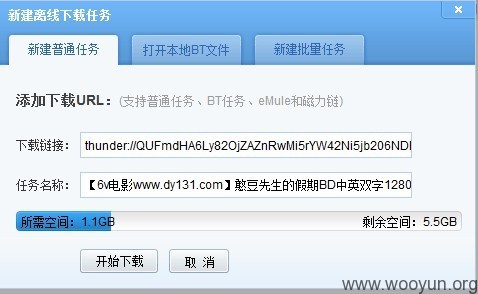 新建离线下载任务
新建普通任务 打开本地BT文件 新建批量任务
添加下载URL：(支持普通任务、BT任务、eMule和磁力链)
下载链接： thunder://QUFmdHA6Ly82OjZAZnRwMi5rYW42Ni5jb206NDI
任务名称： 【6v电影www.dy131.com】憨豆先生的假期BD中英双字1280
所需空间：1.1GB 剩余空间：5.5GB
开始下载 取 消
www.wooyun.org